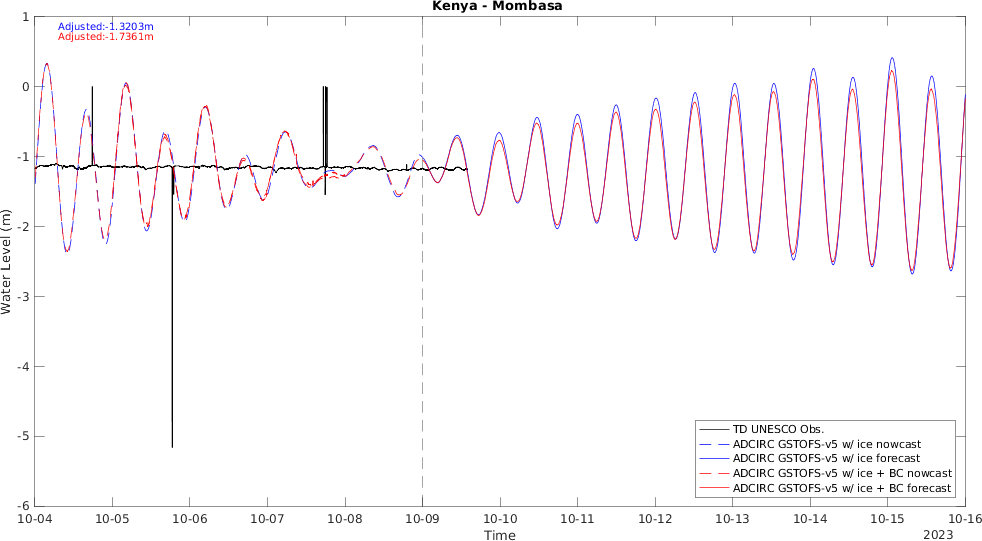 Kenya - Mombasa
Adjusted:-1.3203m
Adjusted:-1.7361m
1
0
-1
-2
-3
-4
-5
-6
Water Level (m)
TD UNESCO Obs.
ADCIRC GSTOFS-v5 w/ ice nowcast
ADCIRC GSTOFS-v5 w/ ice forecast
ADCIRC GSTOFS-v5 w/ ice + BC nowcast
ADCIRC GSTOFS-v5 w/ ice + BC forecast
10-04 10-05 10-06 10-07 10-08 10-09 10-10 10-11 10-12 10-13 10-14 10-15 10-16
Time
2023